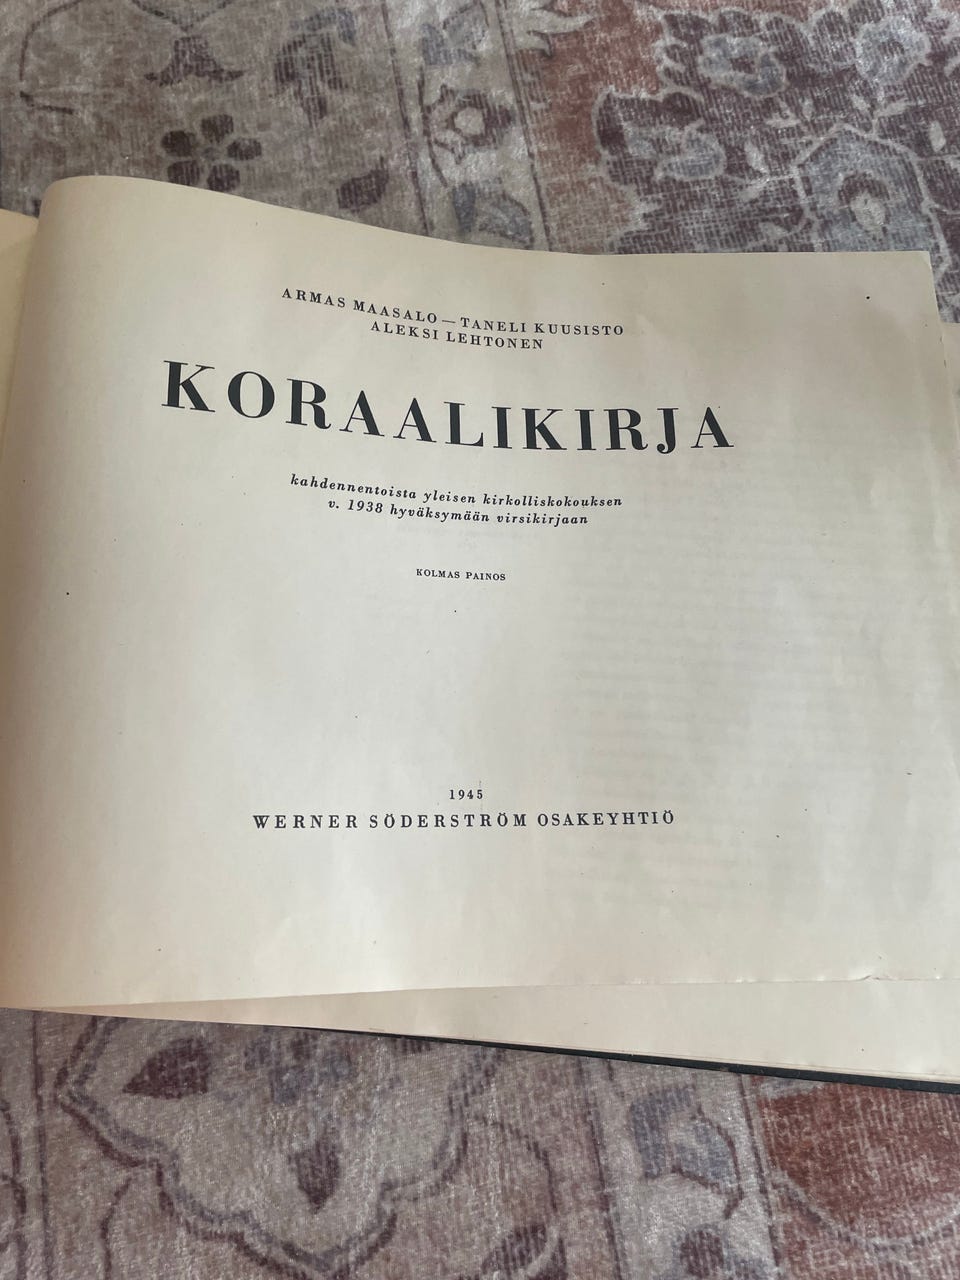 ARMAS MAASALO — TANELI KUUSISTO
ALEKSI LEHTONEN
KORAALIKIRJA
kahdennentoista yleisen kirkolliskokouksen
v. 1938 hyväksymään virsikirjaan
KOLMAS PAINOS
1945
WERNER SÖDERSTRÖM OSAKEYHTIÖ